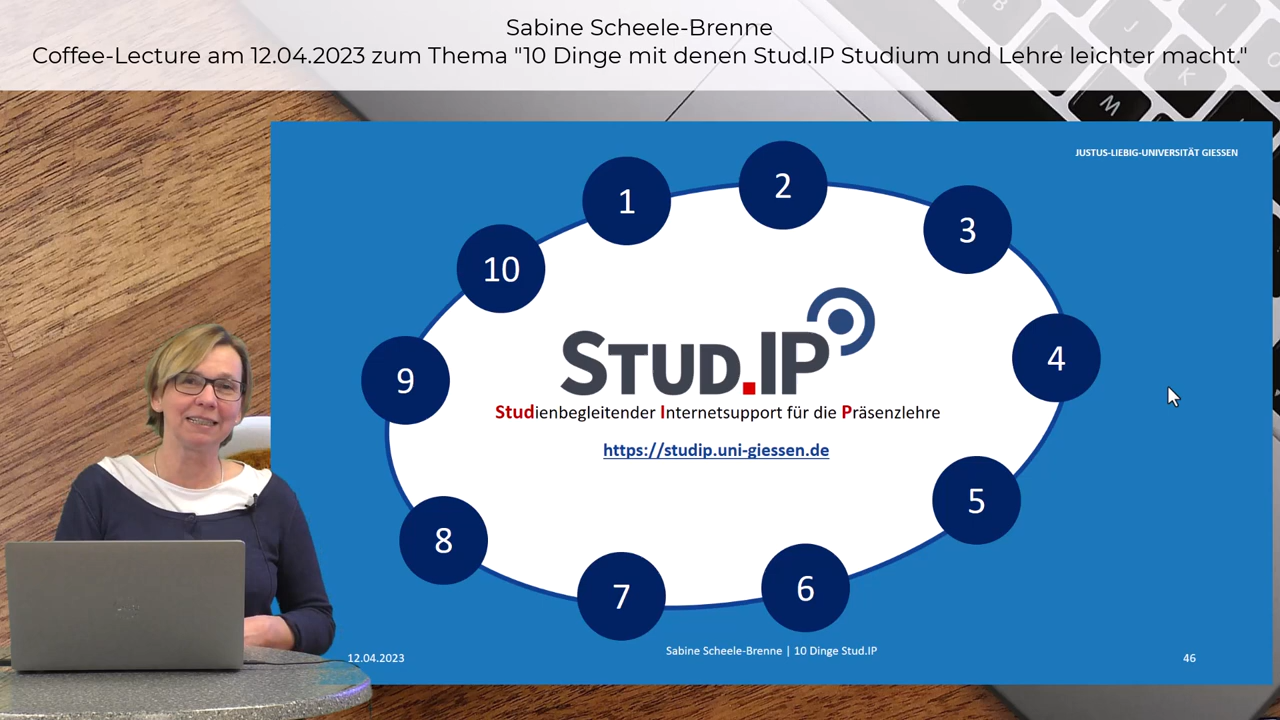 Sabine Scheele-Brenne
Coffee-Lecture am 12.04.2023 zum Thema "10 Dinge mit denen Stud.IP Studium und Lehre leichter macht."
JUSTUS-LIEBIG-UNIVERSITÄT GIESSEN
1
2
3
4
5
6
7
8
9
10
STUD.IP
Studienbegleitender Internetsupport für die Präsenzlehre
https://studip.uni-giessen.de
12.04.2023
Sabine Scheele-Brenne | 10 Dinge Stud.IP
46
B
J
K
M